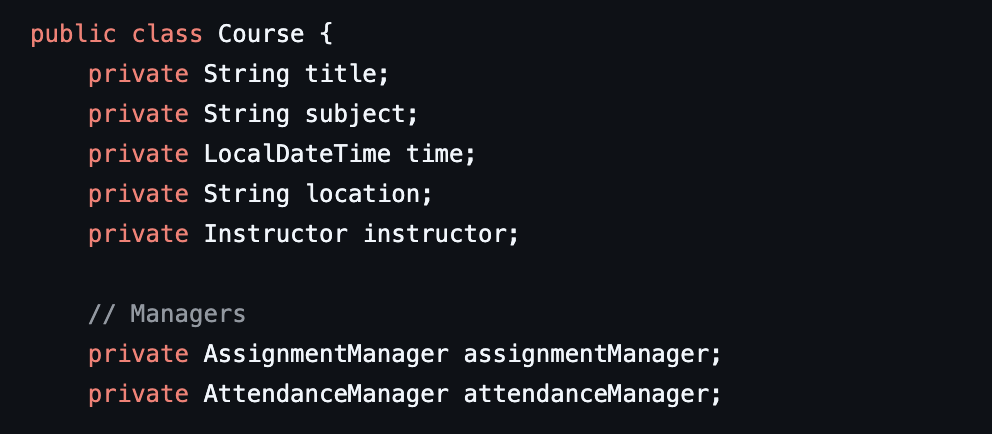 public class Course {
    private String title;
    private String subject;
    private LocalDateTime time;
    private String location;
    private Instructor instructor;

    // Managers
    private AssignmentManager assignmentManager;
    private AttendanceManager attendanceManager;